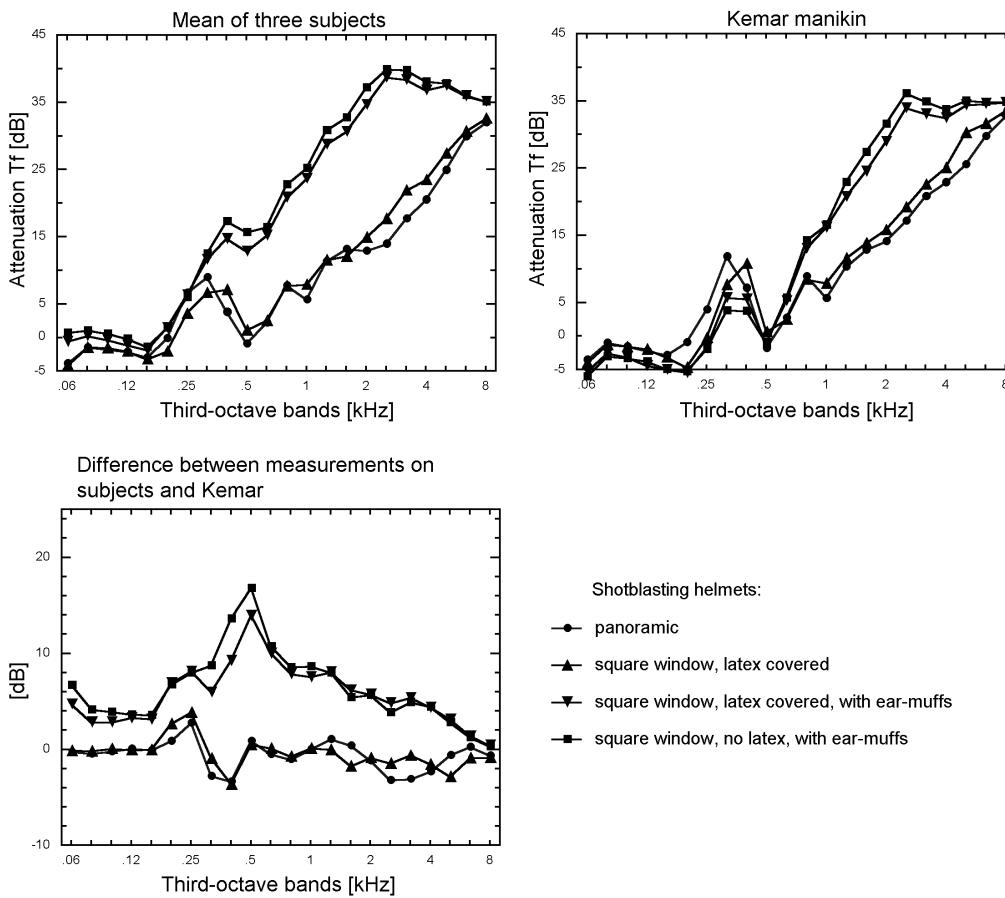 Mean of three subjects
45
35
25
15
5
0
-5
Attenuation Tf [dB]
.06 .12 .25 .5 1 2 4 8
Third-octave bands [kHz]
Kemar manikin
45
35
25
15
5
0
-5
Attenuation Tf [dB]
.06 .12 .25 .5 1 2 4 8
Third-octave bands [kHz]
Difference between measurements on
subjects and Kemar
20
10
0
-10
[dB]
.06 .12 .25 .5 1 2 4 8
Third-octave bands [kHz]
Shotblasting helmets:
panoramic
square window, latex covered
square window, latex covered, with ear-muffs
square window, no latex, with ear-muffs